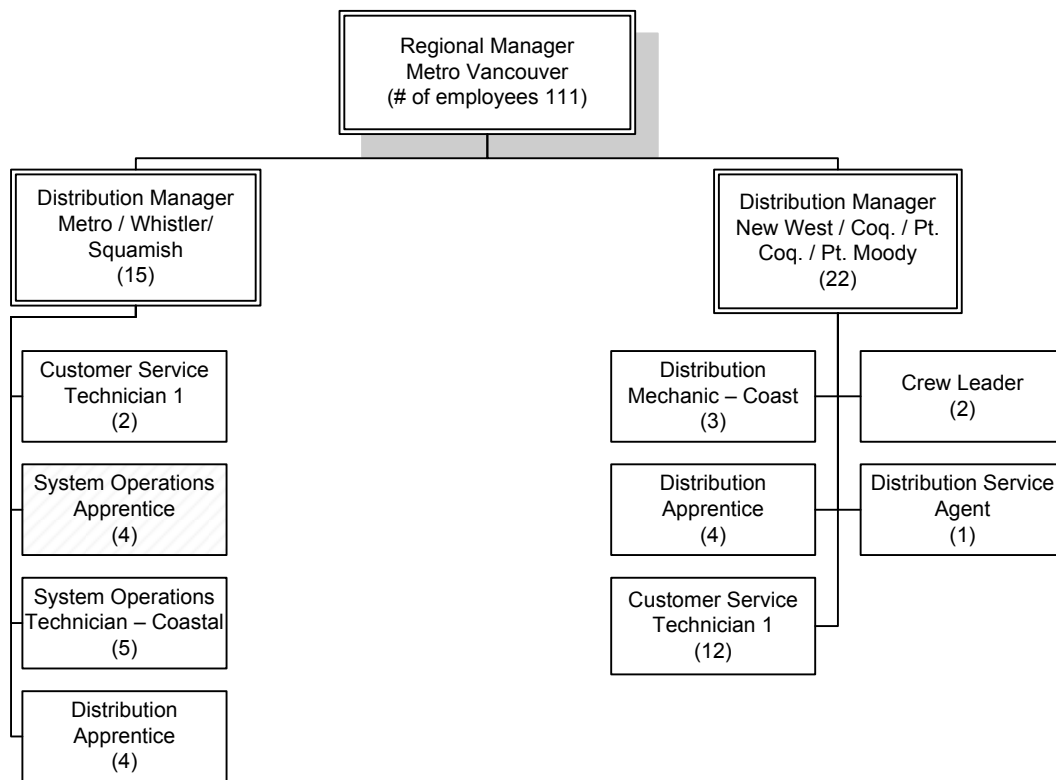 Regional Manager
Metro Vancouver
(# of employees 111)
Distribution Manager
Metro / Whistler/
Squamish
(15)
Distribution Manager
New West / Coq. / Pt.
Coq. / Pt. Moody
(22)
Customer Service
Technician 1
(2)
System Operations
Apprentice
(4)
System Operations
Technician – Coastal
(5)
Distribution
Apprentice
(4)
Distribution
Mechanic – Coast
(3)
Crew Leader
(2)
Distribution
Apprentice
(4)
Distribution Service
Agent
(1)
Customer Service
Technician 1
(12)